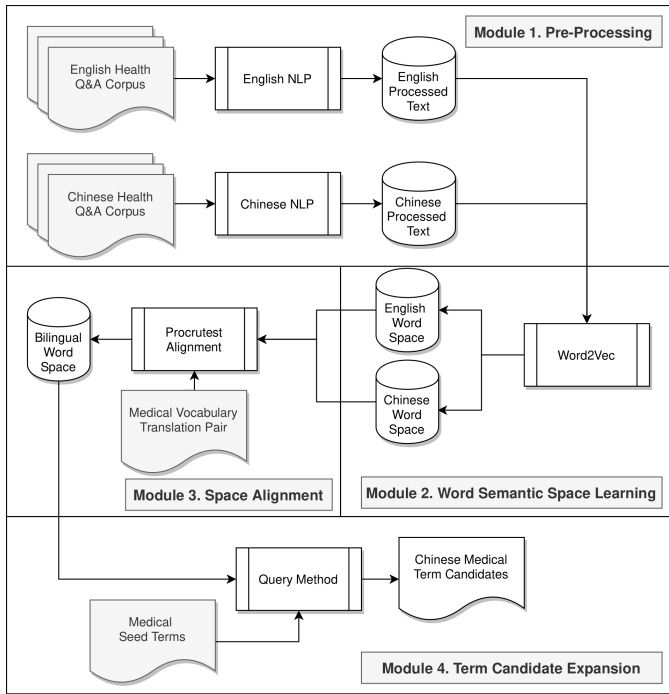 Module 1. Pre-Processing
English Health
Q&A Corpus
English NLP
English
Processed
Text
Chinese Health
Q&A Corpus
Chinese NLP
Chinese
Processed
Text
Bilingual
Word
Space
Procrutest
Alignment
English
Word
Space
Word2Vec
Medical Vocabulary
Translation Pair
Chinese
Word
Space
Module 3. Space Alignment
Module 2. Word Semantic Space Learning
Query Method
Chinese Medical
Term Candidates
Medical
Seed Terms
Module 4. Term Candidate Expansion